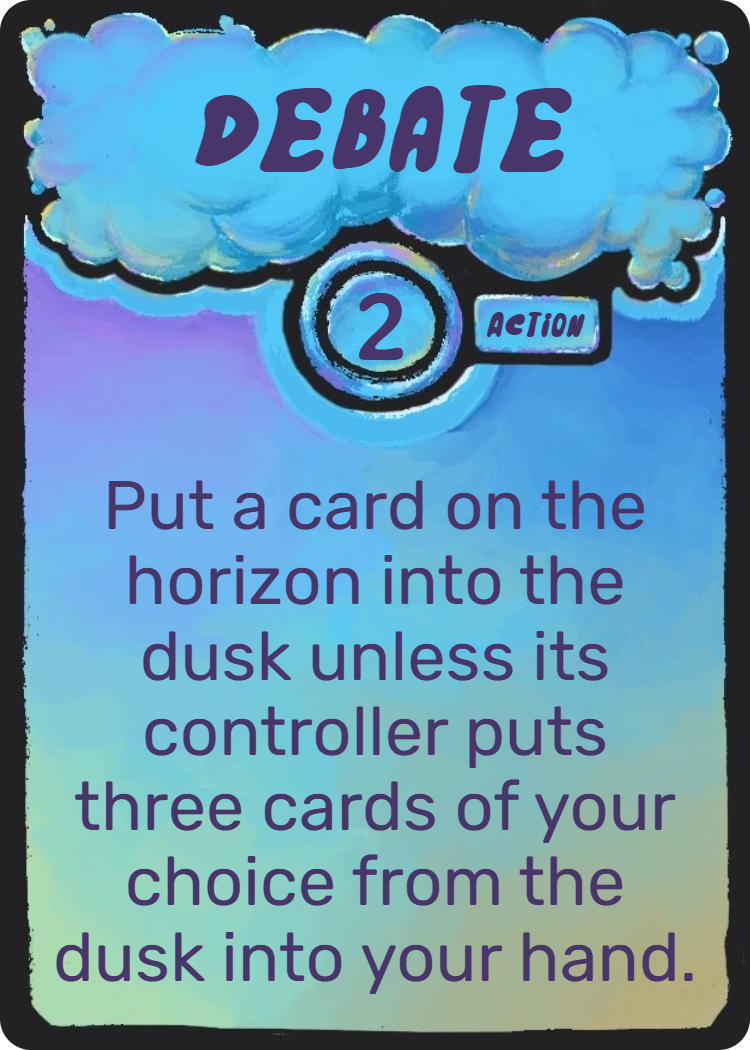 DEBATE
2
ACTION
Put a card on the
horizon into the
dusk unless its
controller puts
three cards of your
choice from the
dusk into your hand.